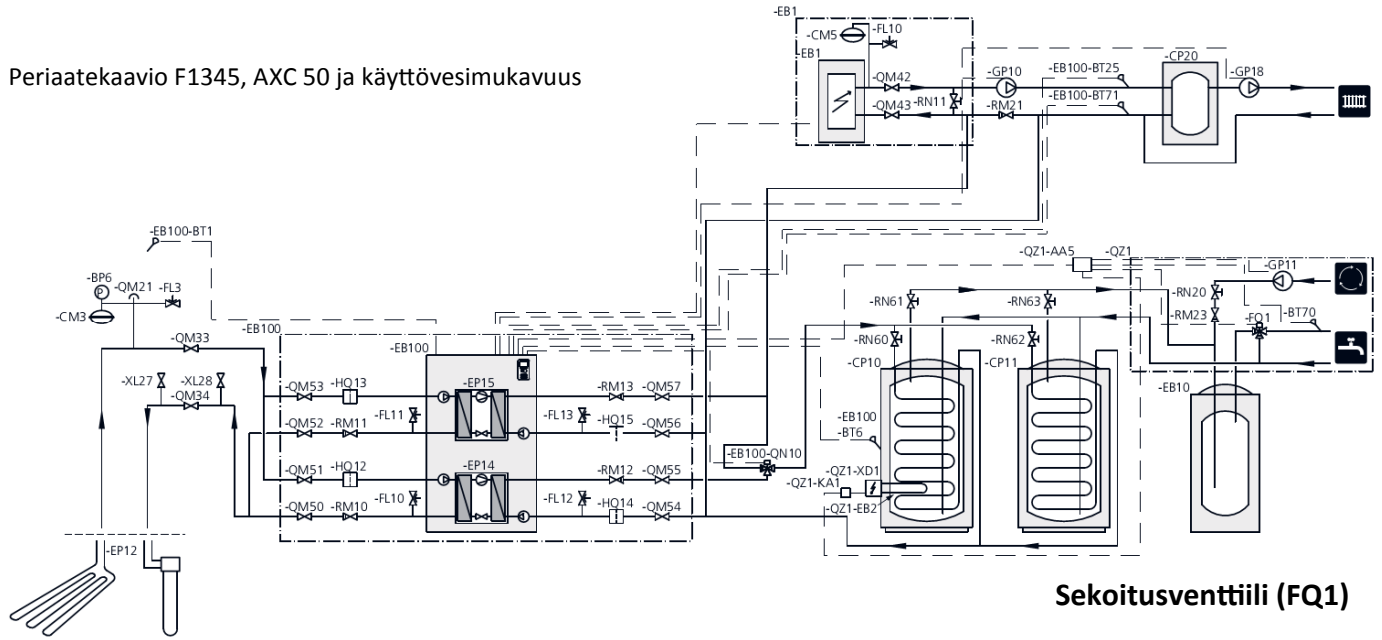 -EB1
-CM5
-FL10
-EB1
-QM42
-GP10
-EB100-BT25
-CP20
-GP18
Periaatekaavio F1345, AXC 50 ja käyttövesimukavuus
-QM43
-RN11
-RM21
-EB100-BT71
-EB100-BT1
-QZ1-AA5
-QZ1
-GP11
-BP6
P
-QM21
-FL3
-CM3
-RN61
-RN63
-RN20
-RM23
-FQ1
-BT70
-EB100
-QM33
-EB100
-RN60
-RN62
-CP10
-CP11
-XL27
-XL28
-QM34
-QM53
-HQ13
-EP15
-RM13
-QM57
-EB10
-FL11
-FL13
-HQ15
-QM52
-RM11
-QM56
-EB100
-BT6
-EB100-QN10
-QM51
-HQ12
-EP14
-RM12
-QM55
-QZ1-XD1
-QZ1-KA1
-FL10
-FL12
-HQ14
-QM50
-RM10
-QM54
-QZ1-EB2
-EP12
Sekoitusventtiili (FQ1)